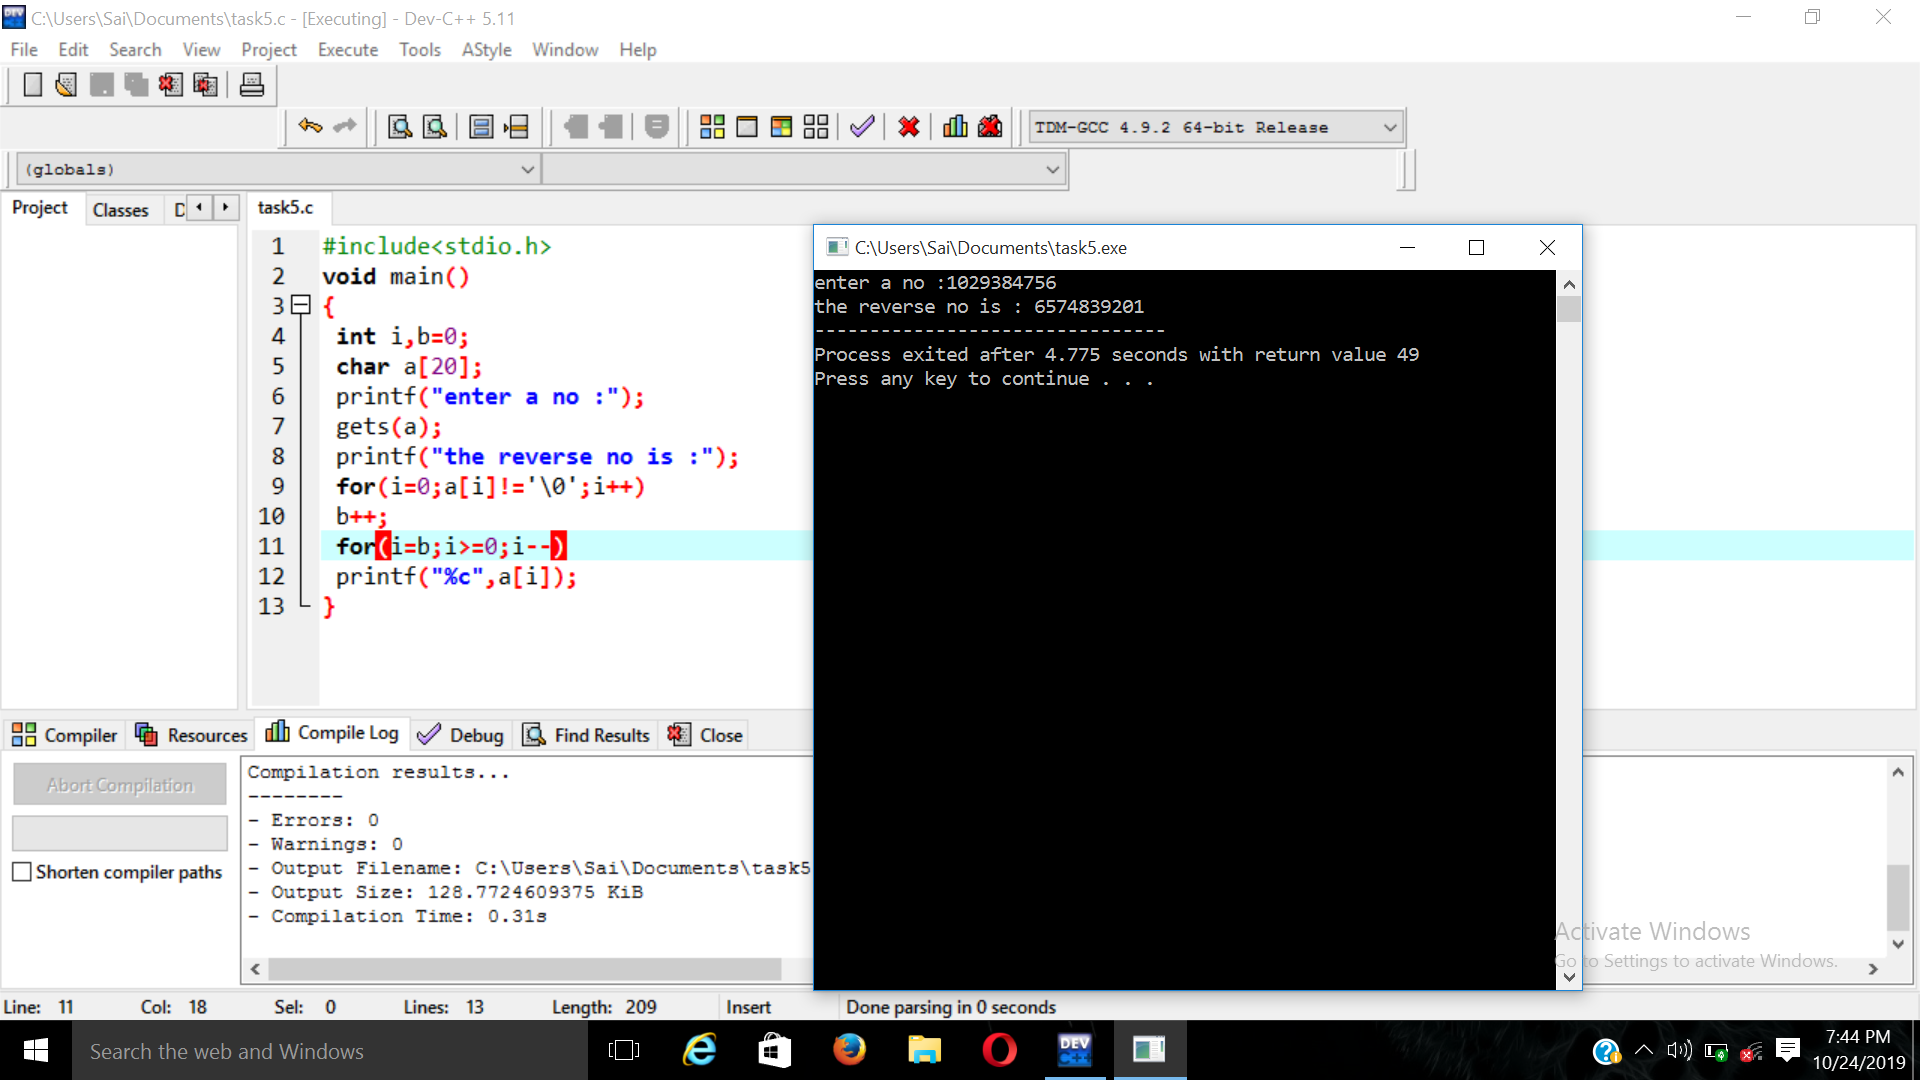 C:\Users\Sai\Documents\task5.c - [Executing] - Dev-C++ 5.11
File Edit Search View Project Execute Tools AStyle Window Help
TDM-GCC 4.9.2 64-bit Release
(globals)
Project Classes D task5.c
1 #include<stdio.h>
2 void main()
3 {
4 int i,b=0;
5 char a[20];
6 printf("enter a no :");
7 gets(a);
8 printf("the reverse no is :");
9 for(i=0;a[i]!='\0';i++)
10 b++;
11 for(i=b;i>=0;i--)
12 printf("%c",a[i]);
13 }
C:\Users\Sai\Documents\task5.exe
enter a no :1029384756
the reverse no is : 6574839201
--------------------------------
Process exited after 4.775 seconds with return value 49
Press any key to continue . . .
Compiler Resources Compile Log Debug Find Results Close
Abort Compilation
Shorten compiler paths
Compilation results...
--------
- Errors: 0
- Warnings: 0
- Output Filename: C:\Users\Sai\Documents\task5
- Output Size: 128.7724609375 KiB
- Compilation Time: 0.31s
Activate Windows
Go to Settings to activate Windows.
Line: 11 Col: 18 Sel: 0 Lines: 13 Length: 209 Insert Done parsing in 0 seconds
Search the web and Windows
DEV C++
7:44 PM
10/24/2019